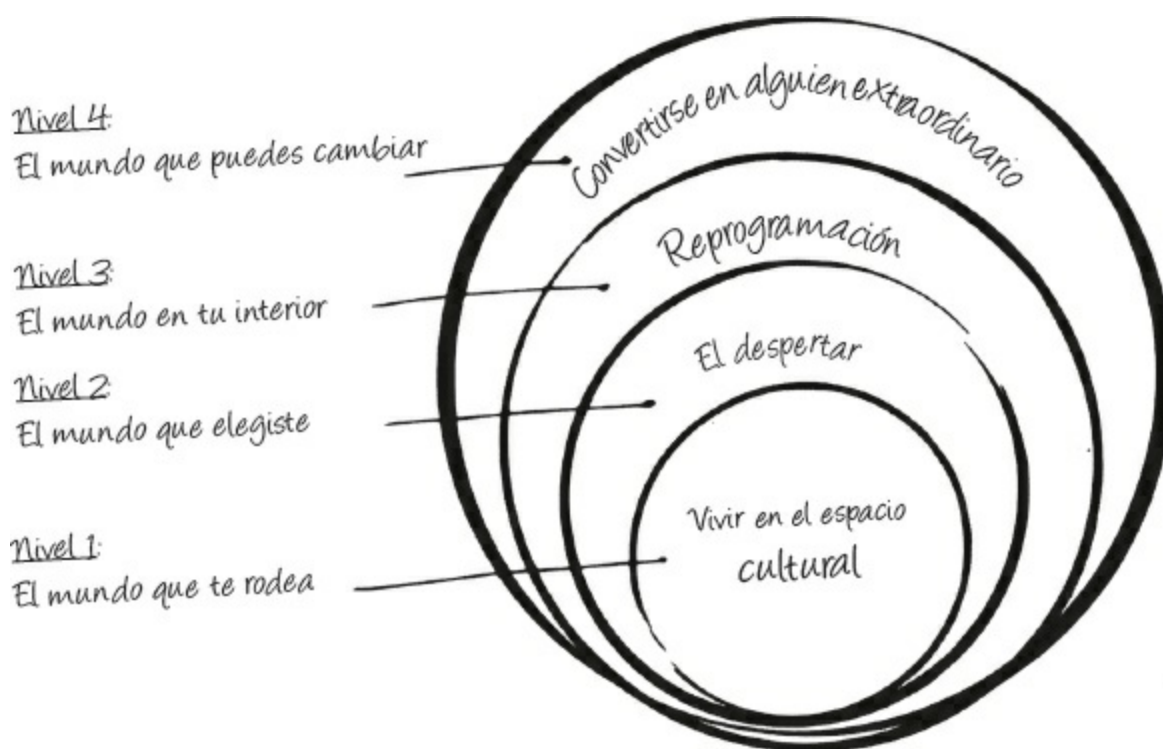 Nivel 4:
El mundo que puedes cambiar
Nivel 3:
El mundo en tu interior
Nivel 2:
El mundo que elegiste
Nivel 1:
El mundo que te rodea
Convertirse en alguien extraordinario
Reprogramación
El despertar
Vivir en el espacio
cultural